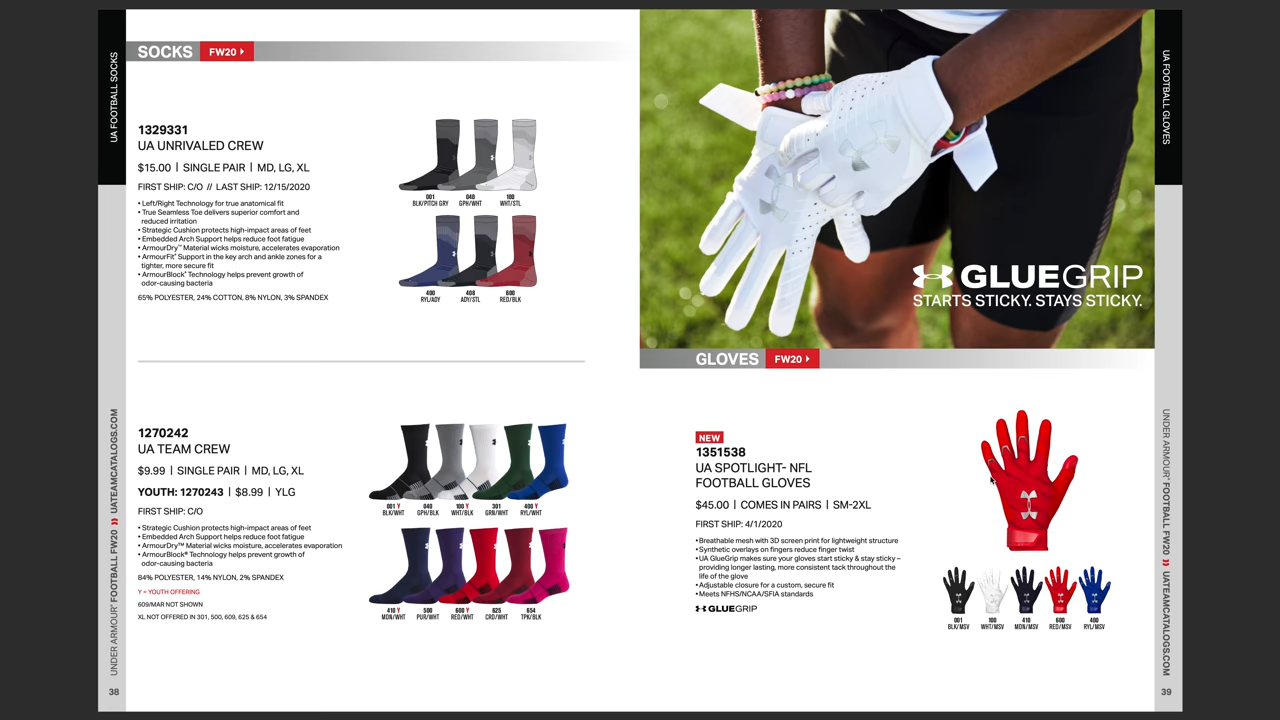 UA FOOTBALL SOCKS
SOCKS FW20
1329331
UA UNRIVALED CREW
$15.00 | SINGLE PAIR | MD, LG, XL
FIRST SHIP: C/O // LAST SHIP: 12/15/2020
• Left/Right Technology for true anatomical fit
• True Seamless Toe delivers superior comfort and
reduced irritation
• Strategic Cushion protects high-impact areas of feet
• Embedded Arch Support helps reduce foot fatigue
• ArmourDry™ Material wicks moisture, accelerates evaporation
• ArmourFit® Support in the key arch and ankle zones for a
tighter, more secure fit
• ArmourBlock® Technology helps prevent growth of
odor-causing bacteria
65% POLYESTER, 24% COTTON, 8% NYLON, 3% SPANDEX
001 040 100
BLK/PITCH GRY GPH/WHT WHT/STL
400 408 600
RYL/ADY ADY/STL RED/BLK
1270242
UA TEAM CREW
$9.99 | SINGLE PAIR | MD, LG, XL
YOUTH: 1270243 | $8.99 | YLG
FIRST SHIP: C/O
• Strategic Cushion protects high-impact areas of feet
• Embedded Arch Support helps reduce foot fatigue
• ArmourDry™ Material wicks moisture, accelerates evaporation
• ArmourBlock® Technology helps prevent growth of
odor-causing bacteria
84% POLYESTER, 14% NYLON, 2% SPANDEX
Y = YOUTH OFFERING
609/MAR NOT SHOWN
XL NOT OFFERED IN 301, 500, 609, 625 & 654
001 Y 040 100 Y 301 400 Y
BLK/WHT GPH/BLK WHT/BLK GRN/WHT RYL/WHT
410 Y 500 600 Y 625 654
MDN/WHT PUR/WHT RED/WHT CRD/WHT TPK/BLK
UNDER ARMOUR® FOOTBALL FW20 » UATEAMCATALOGS.COM
38
GLUEGRIP
STARTS STICKY. STAYS STICKY.
GLOVES FW20
NEW
1351538
UA SPOTLIGHT- NFL
FOOTBALL GLOVES
$45.00 | COMES IN PAIRS | SM-2XL
FIRST SHIP: 4/1/2020
• Breathable mesh with 3D screen print for lightweight structure
• Synthetic overlays on fingers reduce finger twist
• UA GlueGrip makes sure your gloves start sticky & stay sticky –
providing longer lasting, more consistent tack throughout the
life of the glove
• Adjustable closure for a custom, secure fit
• Meets NFHS/NCAA/SFIA standards
GLUEGRIP
001 100 410 600 400
BLK/MSV WHT/MSV MDN/MSV RED/MSV RYL/MSV
UA FOOTBALL GLOVES
UNDER ARMOUR® FOOTBALL FW20 » UATEAMCATALOGS.COM
39